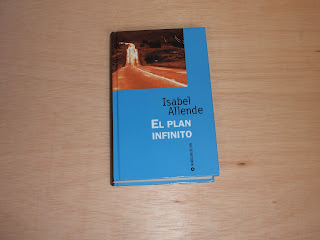 Isabel
Allende
EL PLAN
INFINITO